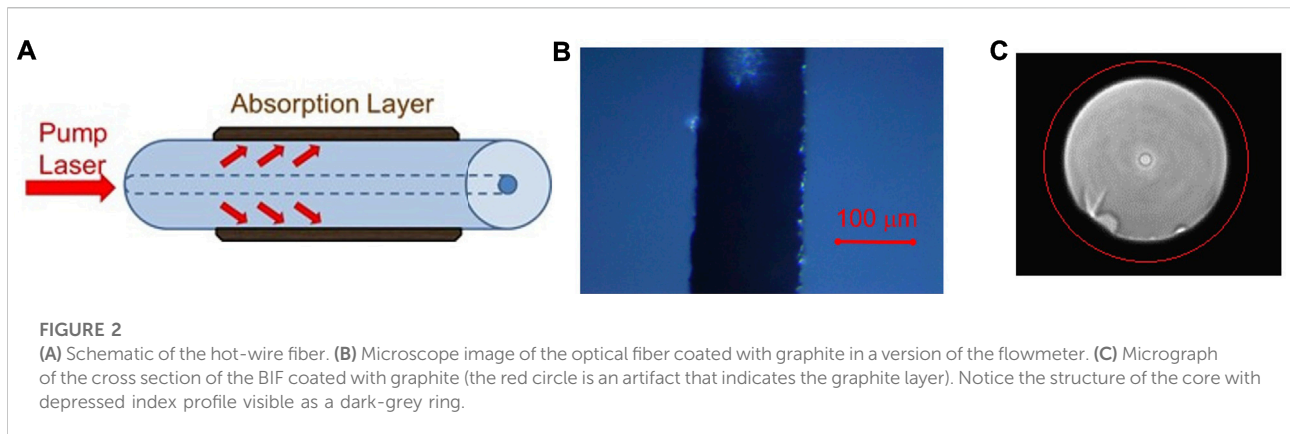 A
Absorption Layer
Pump
Laser
B
100 μm
C
FIGURE 2
(A) Schematic of the hot-wire fiber. (B) Microscope image of the optical fiber coated with graphite in a version of the flowmeter. (C) Micrograph
of the cross section of the BIF coated with graphite (the red circle is an artifact that indicates the graphite layer). Notice the structure of the core with
depressed index profile visible as a dark-grey ring.